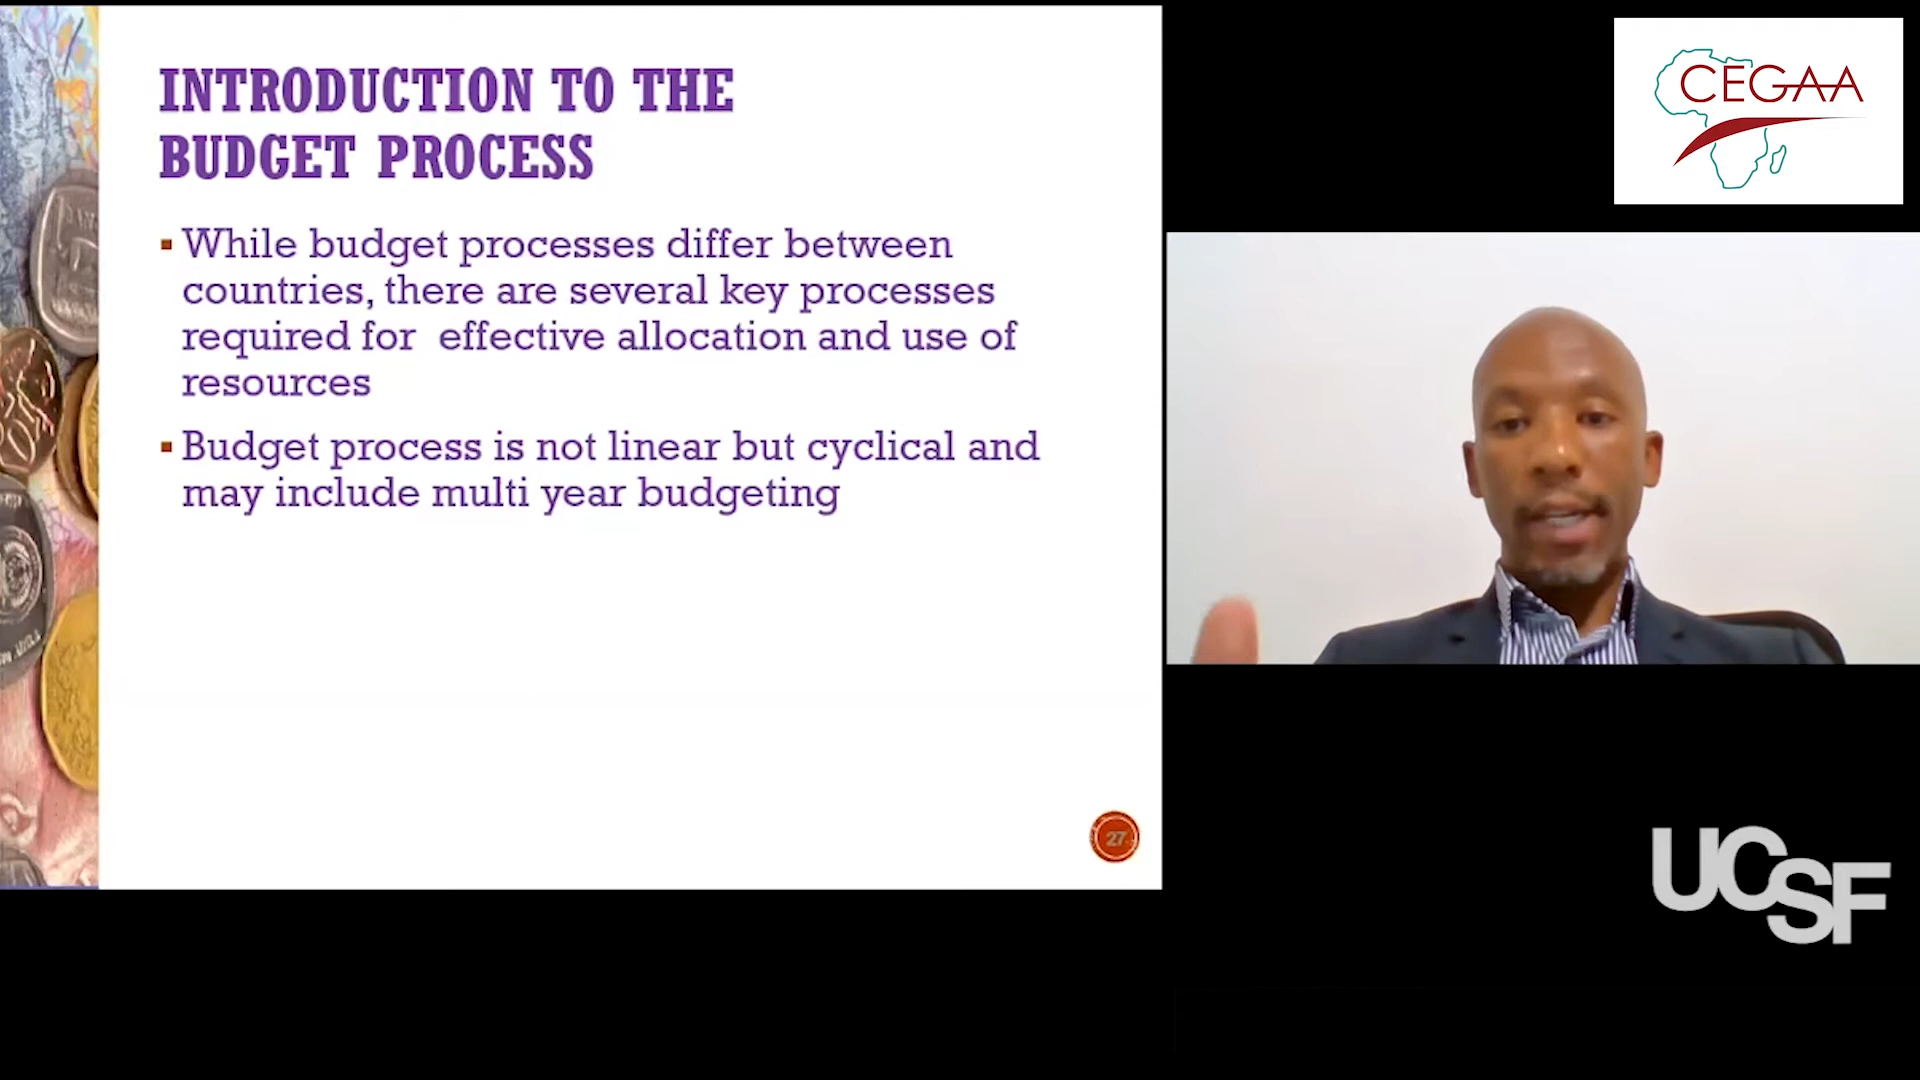 INTRODUCTION TO THE
BUDGET PROCESS
While budget processes differ between
countries, there are several key processes
required for effective allocation and use of
resources
Budget process is not linear but cyclical and
may include multi year budgeting
27
CEGAA
UCSF